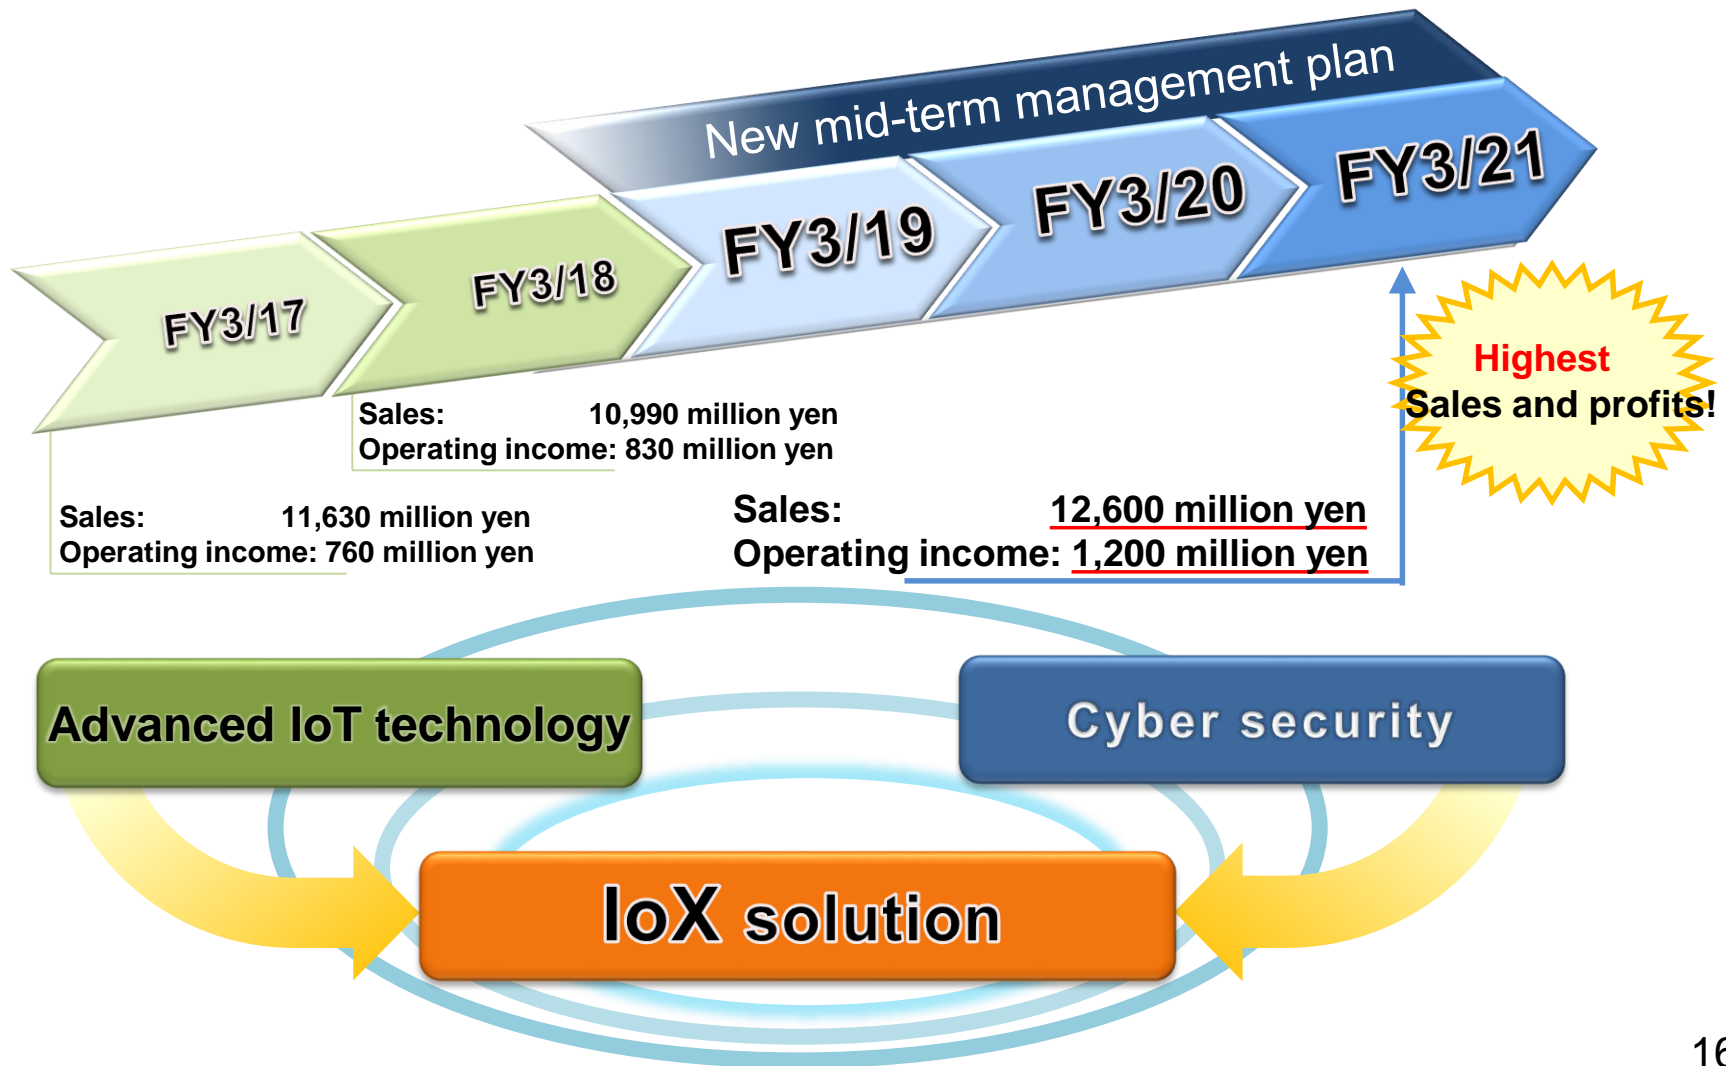 New mid-term management plan
FY3/17
FY3/18
FY3/19
FY3/20
FY3/21
Highest
Sales and profits!
Sales: 10,990 million yen
Operating income: 830 million yen
Sales: 11,630 million yen
Operating income: 760 million yen
Sales: 12,600 million yen
Operating income: 1,200 million yen
Advanced IoT technology
Cyber security
IoX solution
16